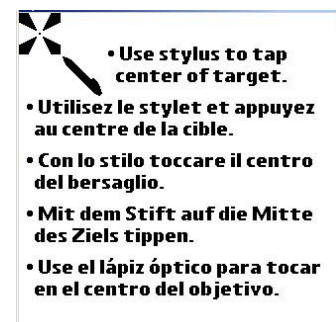 • Use stylus to tap
center of target.
• Utilisez le stylet et appuyez
au centre de la cible.
• Con lo stilo toccare il centro
del bersaglio.
• Mit dem Stift auf die Mitte
des Ziels tippen.
• Use el lápiz óptico para tocar
en el centro del objetivo.